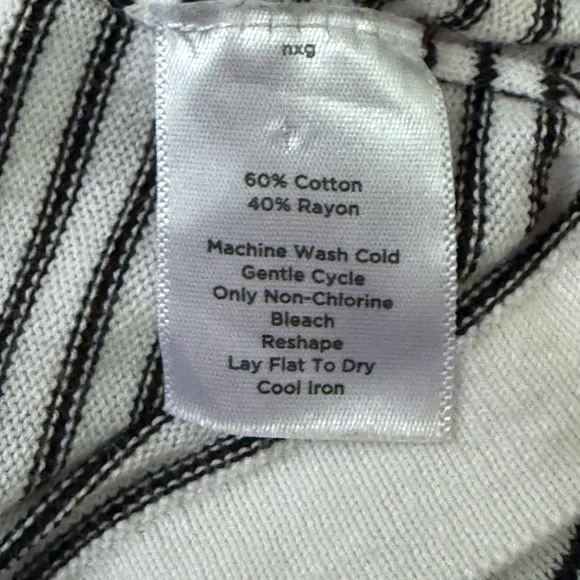 nxg
60% Cotton
40% Rayon
Machine Wash Cold
Gentle Cycle
Only Non-Chlorine
Bleach
Reshape
Lay Flat To Dry
Cool Iron